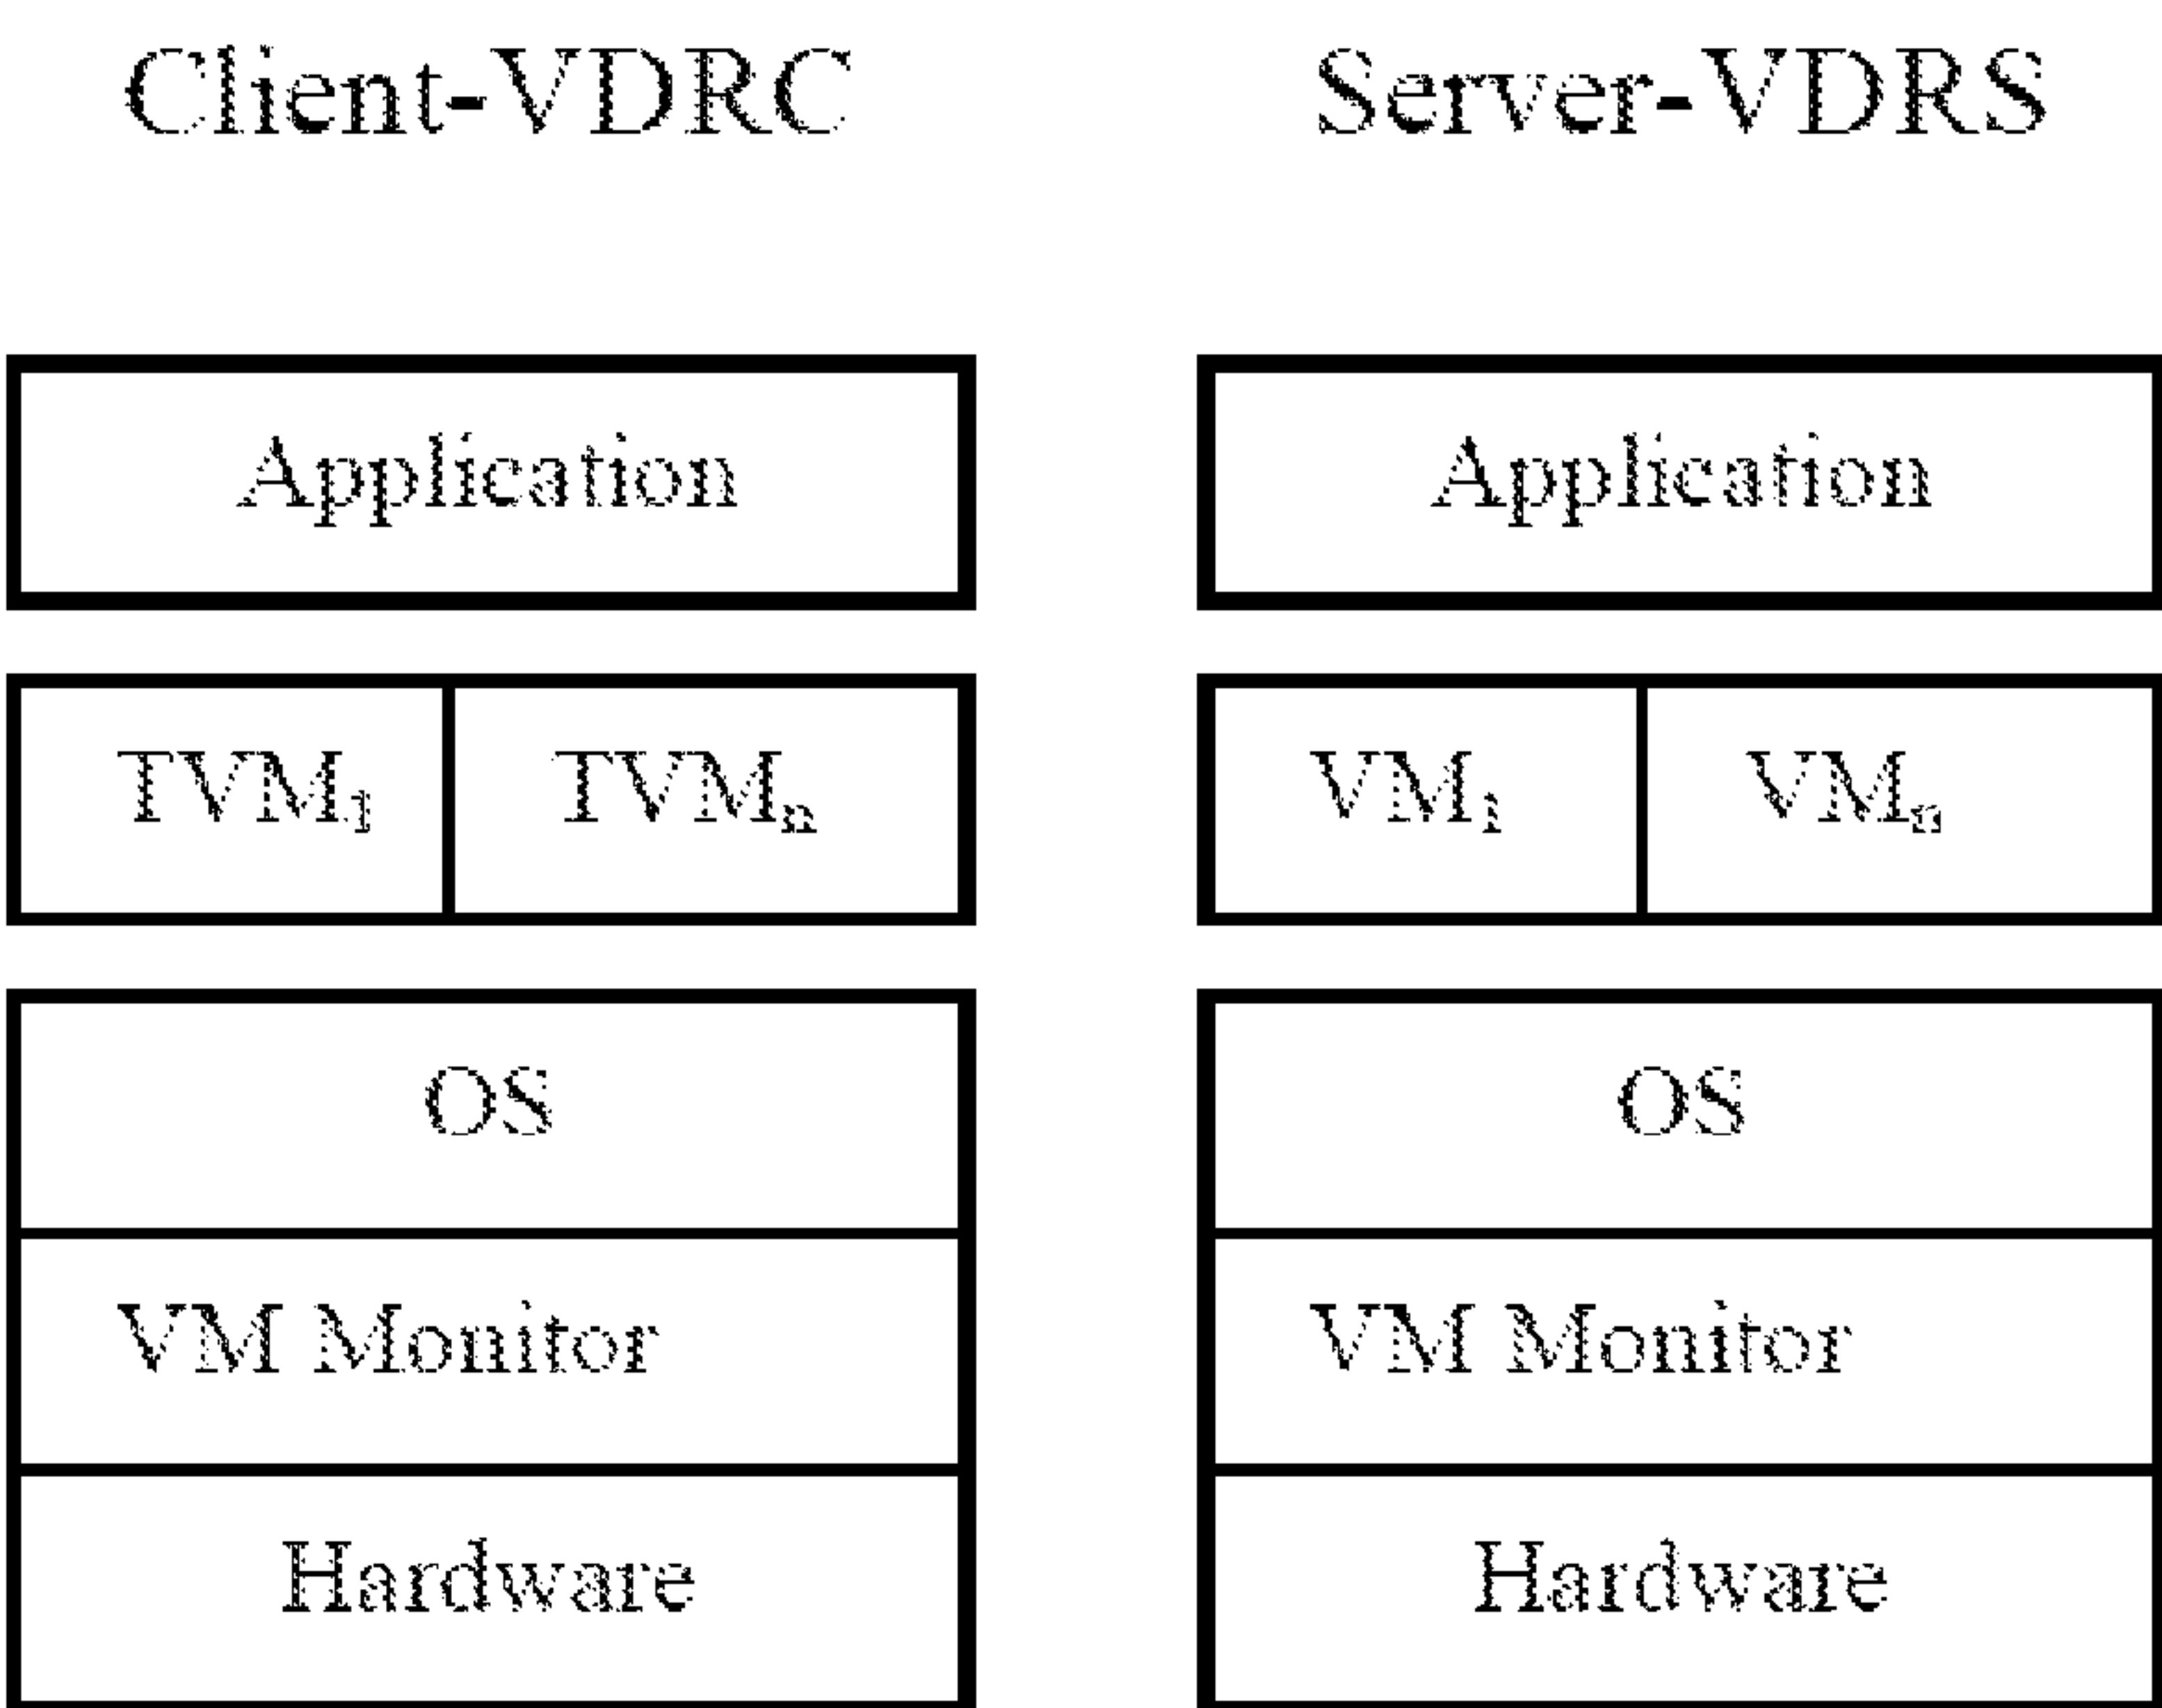 Client-VDRC
Server-VDRS
Application
Application
TVM₁ TVMₙ
VM₁ VMₙ
OS
OS
VM Monitor
VM Monitor
Hardware
Hardware